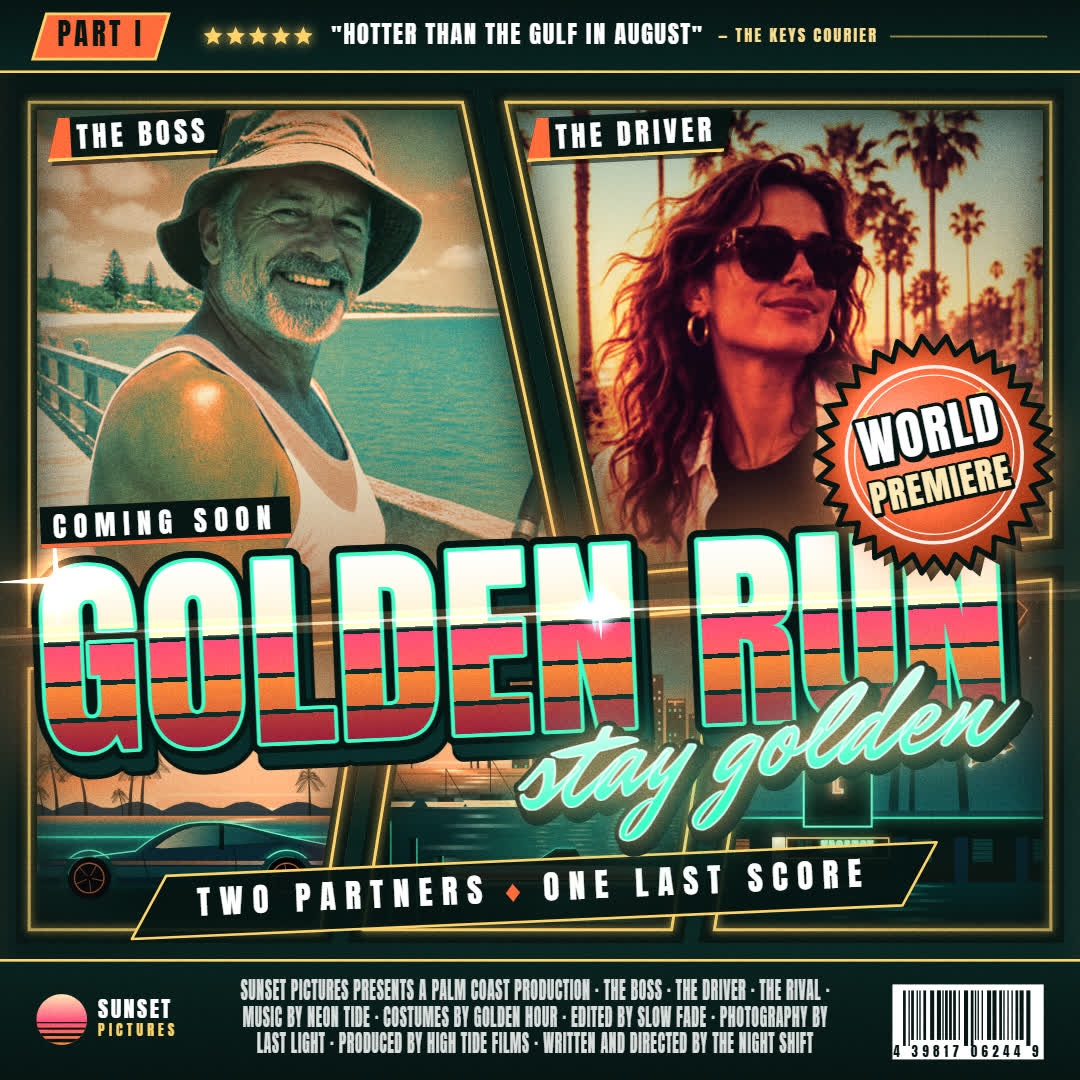 PART I
"HOTTER THAN THE GULF IN AUGUST" – THE KEYS COURIER
THE BOSS
THE DRIVER
WORLD
PREMIERE
COMING SOON
GOLDEN RUN
stay golden
TWO PARTNERS ♦ ONE LAST SCORE
SUNSET
PICTURES
SUNSET PICTURES PRESENTS A PALM COAST PRODUCTION · THE BOSS · THE DRIVER · THE RIVAL ·
MUSIC BY NEON TIDE · COSTUMES BY GOLDEN HOUR · EDITED BY SLOW FADE · PHOTOGRAPHY BY
LAST LIGHT · PRODUCED BY HIGH TIDE FILMS · WRITTEN AND DIRECTED BY THE NIGHT SHIFT
4 39817 06244 9